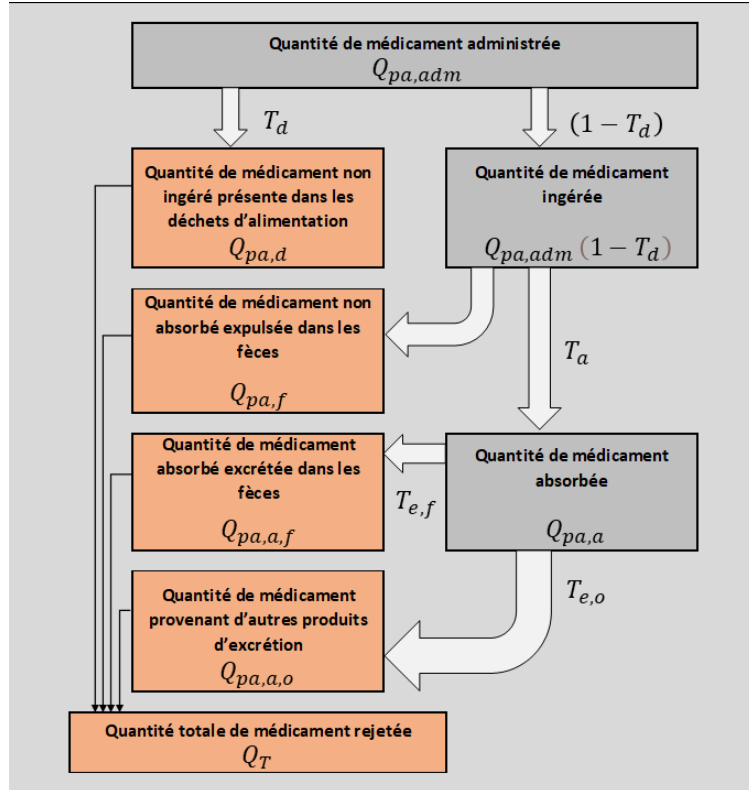 Quantité de médicament administrée
Q_{pa,adm}
T_d
(1 − T_d)
Quantité de médicament non
ingéré présente dans les
déchets d'alimentation
Q_{pa,d}
Quantité de médicament
ingérée
Q_{pa,adm} (1 − T_d)
Quantité de médicament non
absorbé expulsée dans les
fèces
Q_{pa,f}
T_a
Quantité de médicament
absorbé excrétée dans les
fèces
Q_{pa,a,f}
T_{e,f}
Quantité de médicament
absorbée
Q_{pa,a}
T_{e,o}
Quantité de médicament
provenant d'autres produits
d'excrétion
Q_{pa,a,o}
Quantité totale de médicament rejetée
Q_T